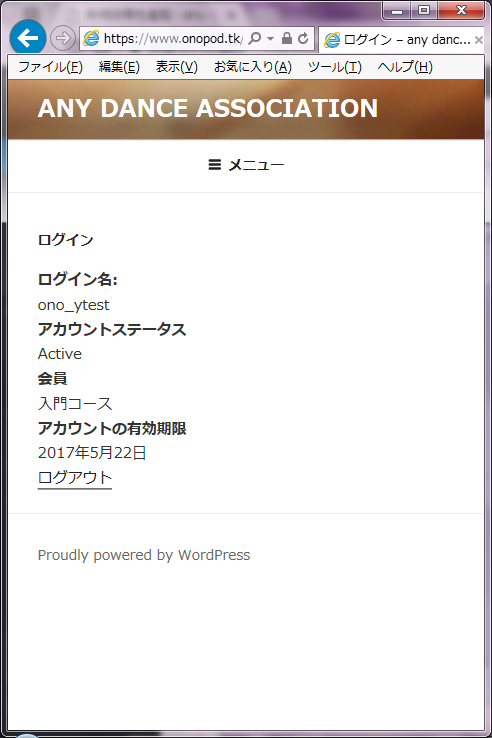 https://www.onopod.tk/
ログイン – any danc...
ファイル(F) 編集(E) 表示(V) お気に入り(A) ツール(T) ヘルプ(H)
ANY DANCE ASSOCIATION
メニュー
ログイン
ログイン名:
ono_ytest
アカウントステータス
Active
会員
入門コース
アカウントの有効期限
2017年5月22日
ログアウト
Proudly powered by WordPress